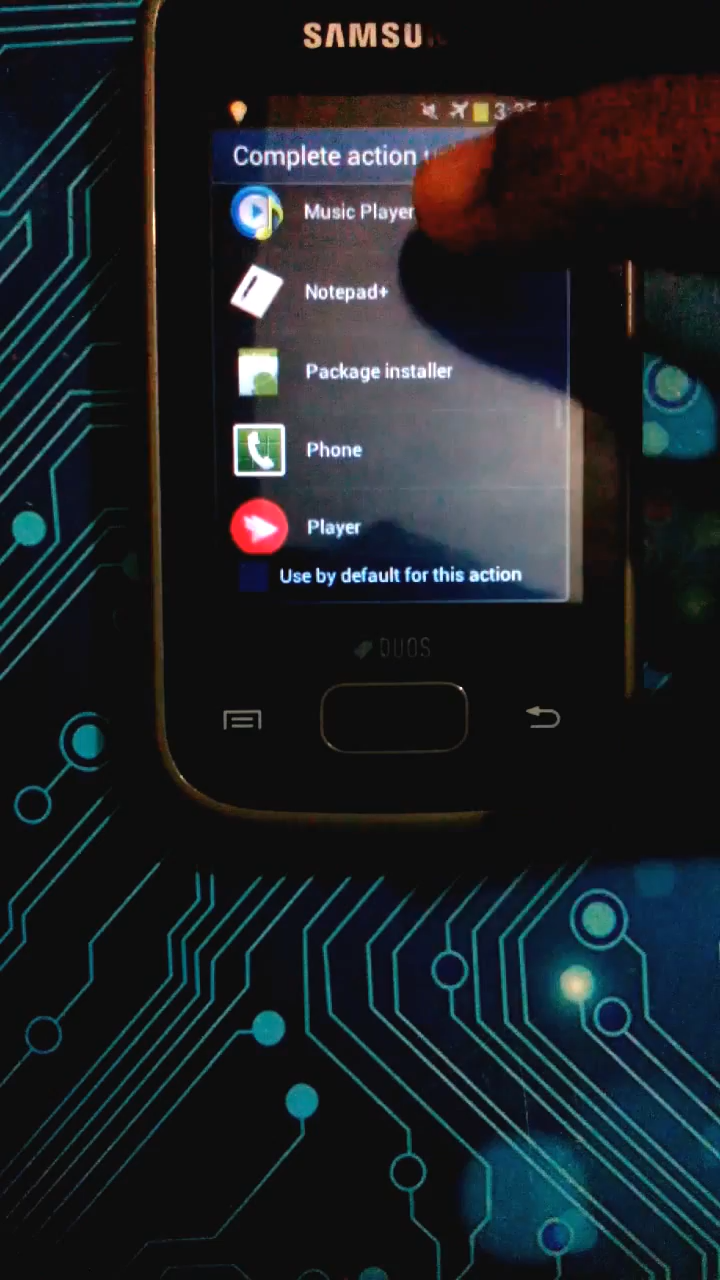 SAMSU
Complete action
Music Player
Notepad+
Package installer
Phone
Player
Use by default for this action
DUOS